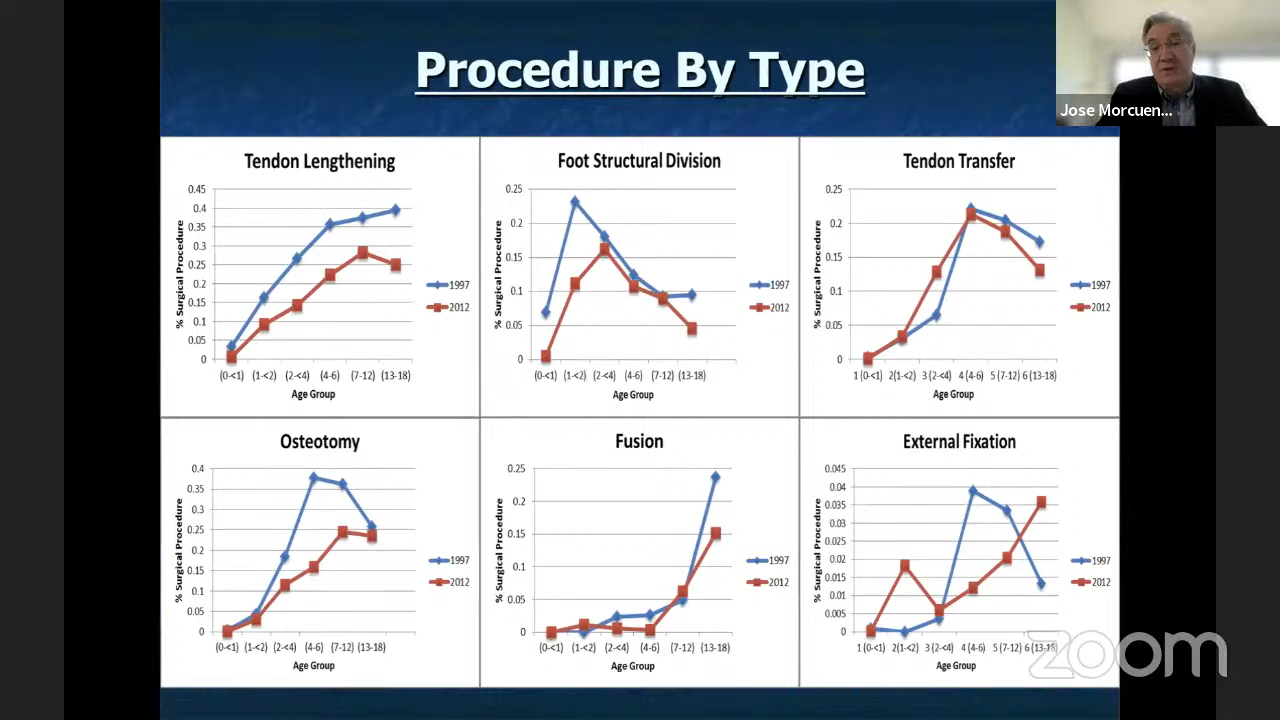 Procedure By Type
Jose Morcuen...
Tendon Lengthening
% Surgical Procedure
0.45
0.4
0.35
0.3
0.25
0.2
0.15
0.1
0.05
0
(0-<1) (1-<2) (2-<4) (4-6) (7-12) (13-18)
Age Group
1997
2012
Foot Structural Division
% Surgical Procedure
0.25
0.2
0.15
0.1
0.05
0
(0-<1) (1-<2) (2-<4) (4-6) (7-12) (13-18)
Age Group
1997
2012
Tendon Transfer
% Surgical Procedure
0.25
0.2
0.15
0.1
0.05
0
1 (0-<1) 2(1-<2) 3 (2-<4) 4 (4-6) 5 (7-12) 6 (13-18)
Age Group
1997
2012
Osteotomy
% Surgical Procedure
0.4
0.35
0.3
0.25
0.2
0.15
0.1
0.05
0
(0-<1) (1-<2) (2-<4) (4-6) (7-12) (13-18)
Age Group
1997
2012
Fusion
% Surgical Procedure
0.25
0.2
0.15
0.1
0.05
0
(0-<1) (1-<2) (2-<4) (4-6) (7-12) (13-18)
Age Group
1997
2012
External Fixation
% Surgical Procedure
0.045
0.04
0.035
0.03
0.025
0.02
0.015
0.01
0.005
0
1 (0-<1) 2(1-<2) 3 (2-<4) 4 (4-6) 5 (7-12) 6 (13-18)
Age Group
1997
2012
zoom